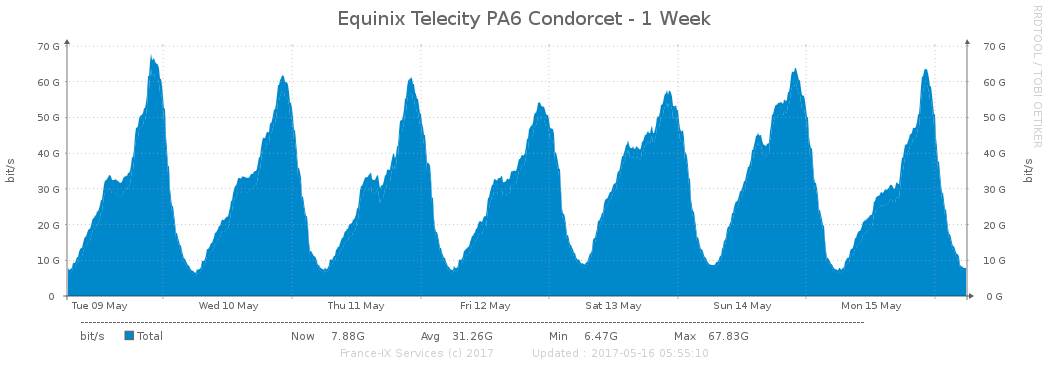 Equinix Telecity PA6 Condorcet - 1 Week
RRDTOOL / TOBI OETIKER
bit/s
70 G
60 G
50 G
40 G
30 G
20 G
10 G
0
70 G
60 G
50 G
40 G
30 G
20 G
10 G
0 G
bit/s
Tue 09 May Wed 10 May Thu 11 May Fri 12 May Sat 13 May Sun 14 May Mon 15 May
bit/s Total Now 7.88G Avg 31.26G Min 6.47G Max 67.83G
France-IX Services (c) 2017 Updated : 2017-05-16 05:55:10